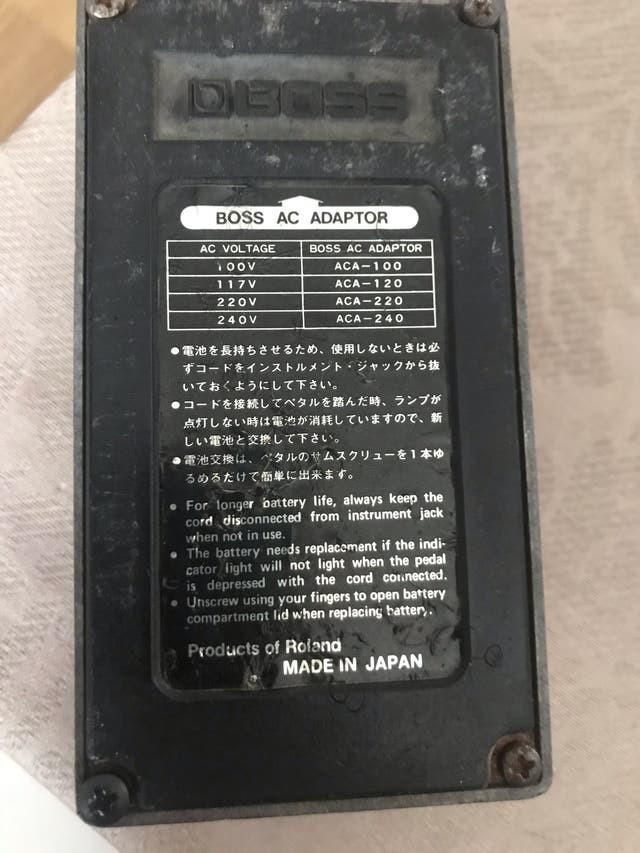 BOSS
BOSS AC ADAPTOR
AC VOLTAGE BOSS AC ADAPTOR
100V ACA-100
117V ACA-120
220V ACA-220
240V ACA-240
●電池を長持ちさせるため、使用しないときは必
ずコードをインストルメント・ジャックから抜
いておくようにして下さい。
●コードを接続してペタルを踏んだ時、ランプが
点灯しない時は電池が消耗していますので、新
しい電池と交換して下さい。
●電池交換は、ペタルのサムスクリューを1本ゆ
るめるだけで簡単に出来ます。
● For longer battery life, always keep the
cord disconnected from instrument jack
when not in use.
● The battery needs replacement if the indi-
cator light will not light when the pedal
is depressed with the cord connected.
● Unscrew using your fingers to open battery
compartment lid when replacing battery.
Products of Roland
MADE IN JAPAN